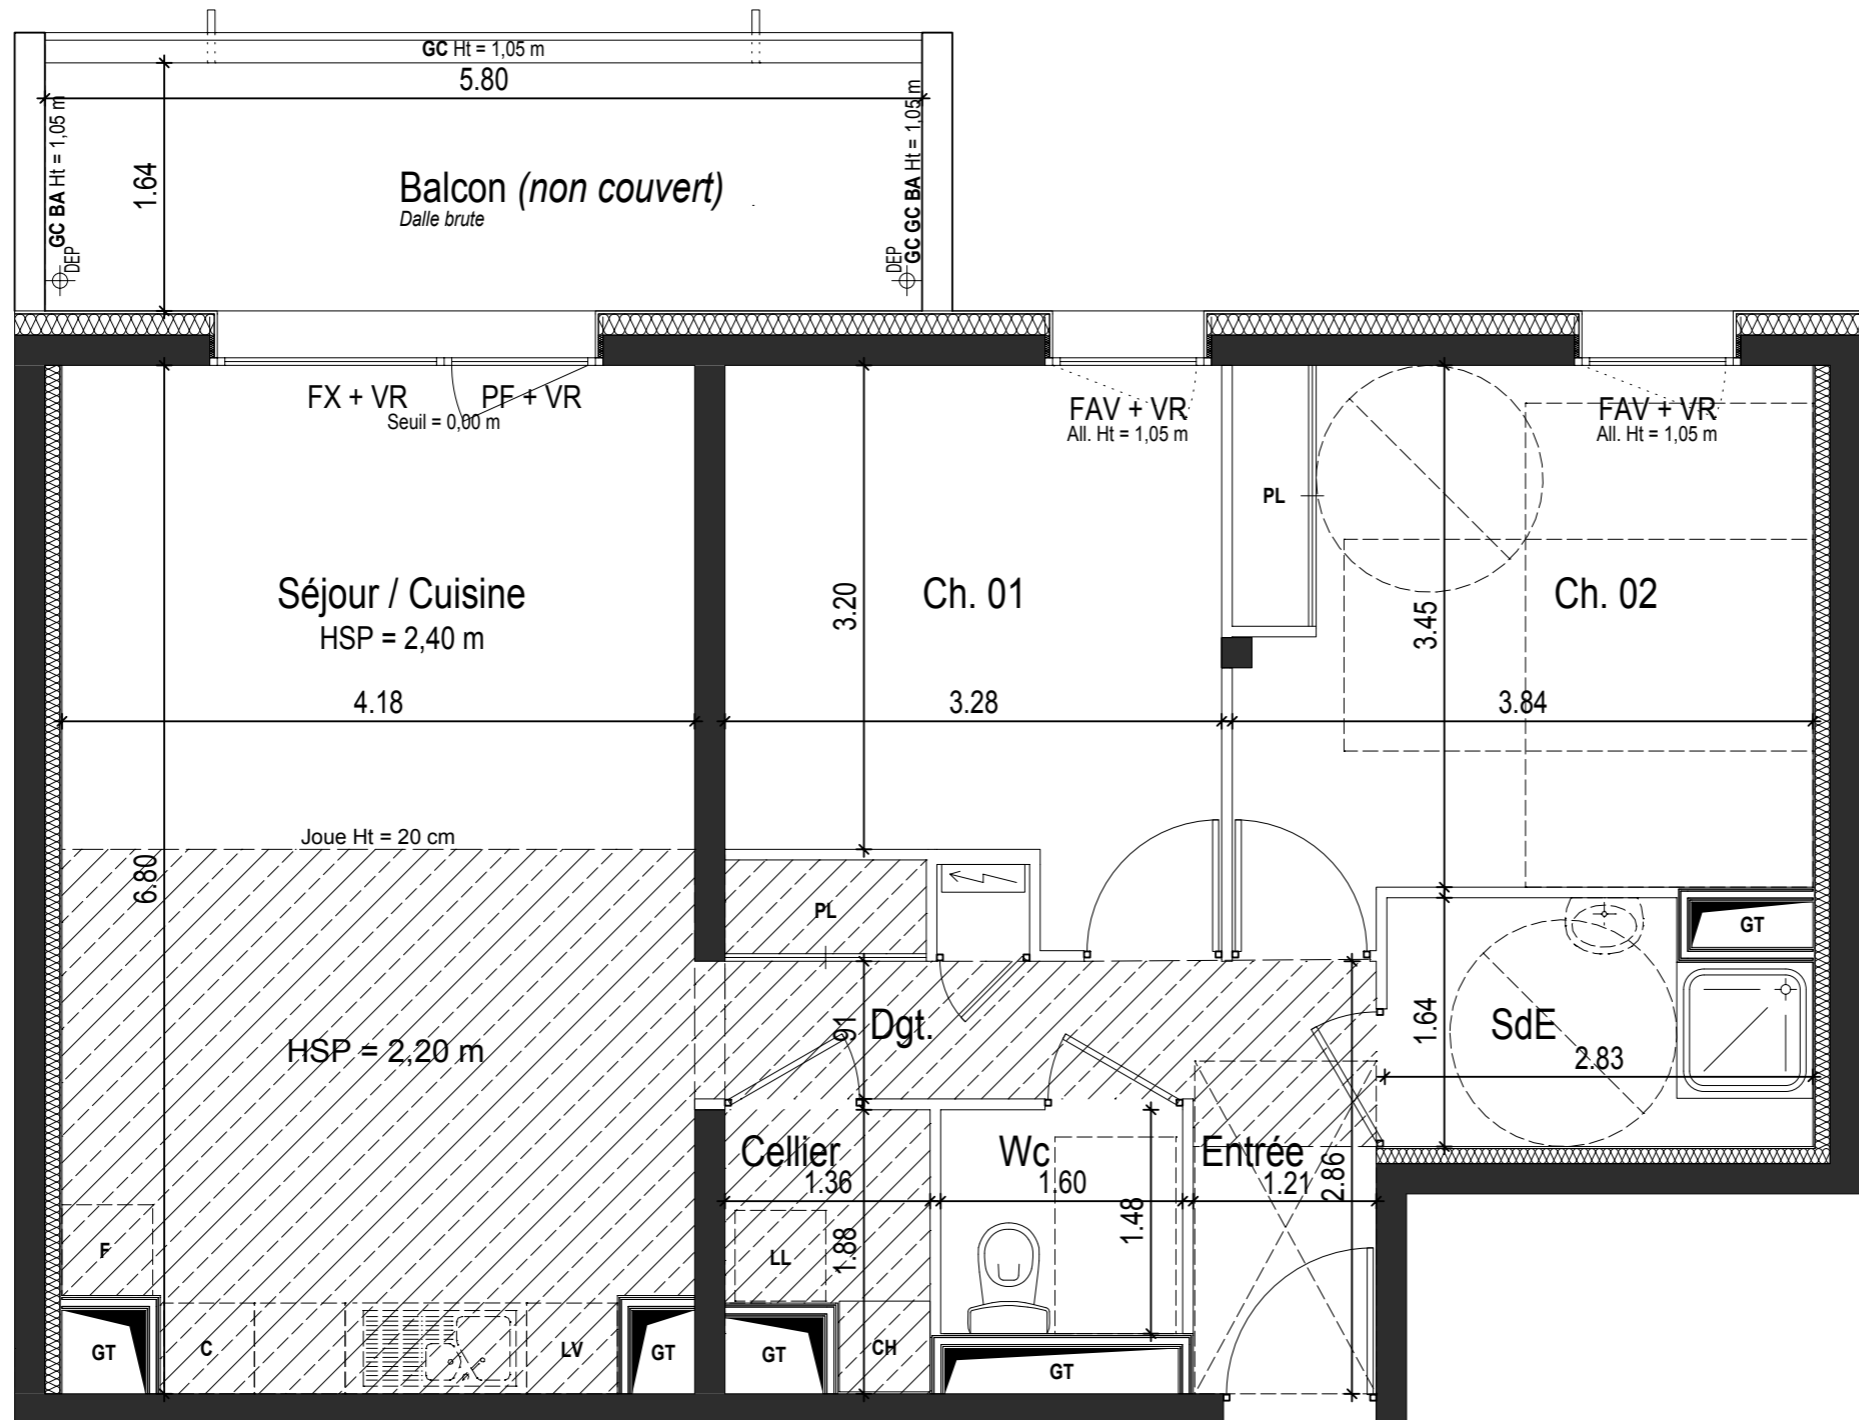 GC Ht = 1,05 m
5.80
GC BA Ht = 1,05 m
1.64
Balcon (non couvert)
Dalle brute
GC GC BA Ht = 1.05 m
DEP
DEP
FX + VR
PF + VR
Seuil = 0,00 m
FAV + VR
All. Ht = 1,05 m
FAV + VR
All. Ht = 1,05 m
PL
Séjour / Cuisine
HSP = 2,40 m
3.20
Ch. 01
3.45
Ch. 02
4.18
3.28
3.84
Joue Ht = 20 cm
6.80
PL
GT
HSP = 2,20 m
91
Dgt.
1.64
SdE
2.83
Cellier
1.36
Wc
1.60
Entrée
1.21
2.86
F
LL
1.88
1.48
GT
C
LV
GT
GT
CH
GT